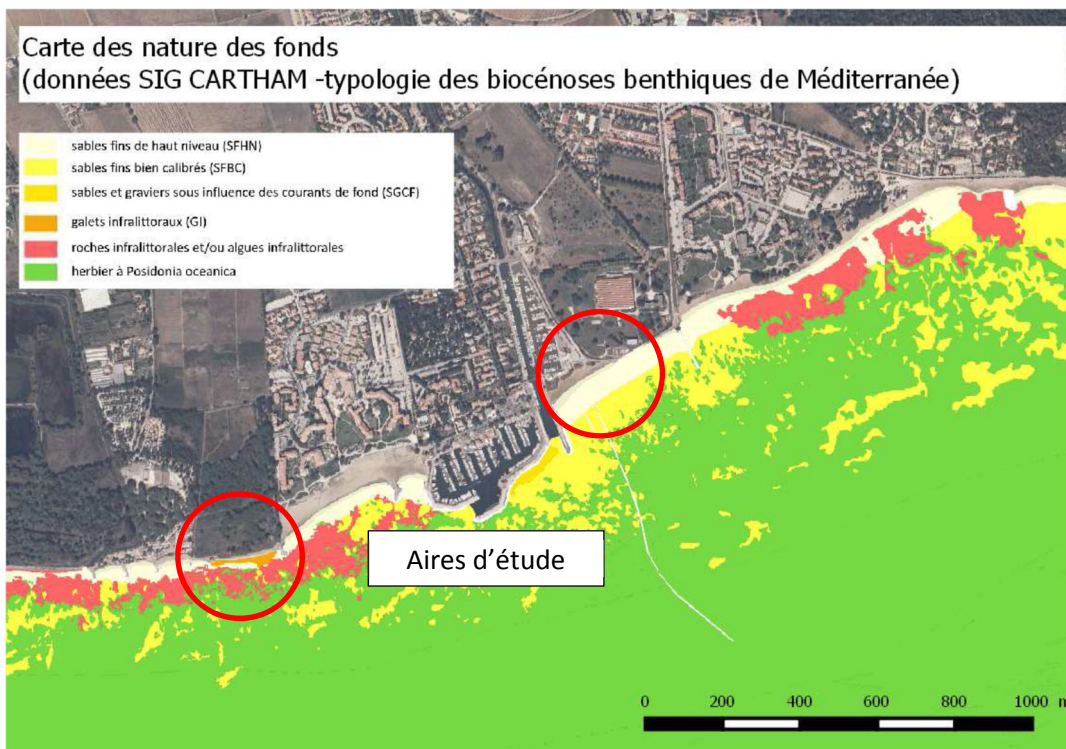 Carte des nature des fonds
(données SIG CARTHAM -typologie des biocénoses benthiques de Méditerranée)
sables fins de haut niveau (SFHN)
sables fins bien calibrés (SFBC)
sables et graviers sous influence des courants de fond (SGCF)
galets infralittoraux (GI)
roches infralittorales et/ou algues infralittorales
herbier à Posidonia oceanica
Aires d'étude
0 200 400 600 800 1000 m